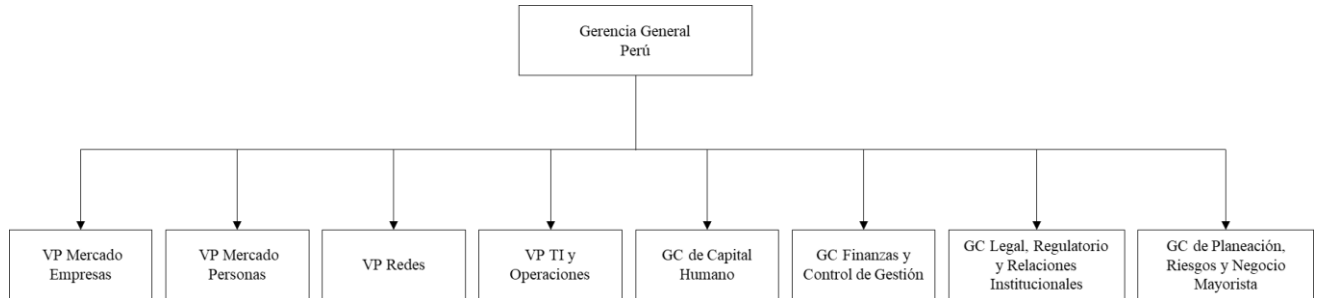 Gerencia General
Perú
VP Mercado
Empresas
VP Mercado
Personas
VP Redes
VP TI y
Operaciones
GC de Capital
Humano
GC Finanzas y
Control de Gestión
GC Legal, Regulatorio
y Relaciones
Institucionales
GC de Planeación,
Riesgos y Negocio
Mayorista